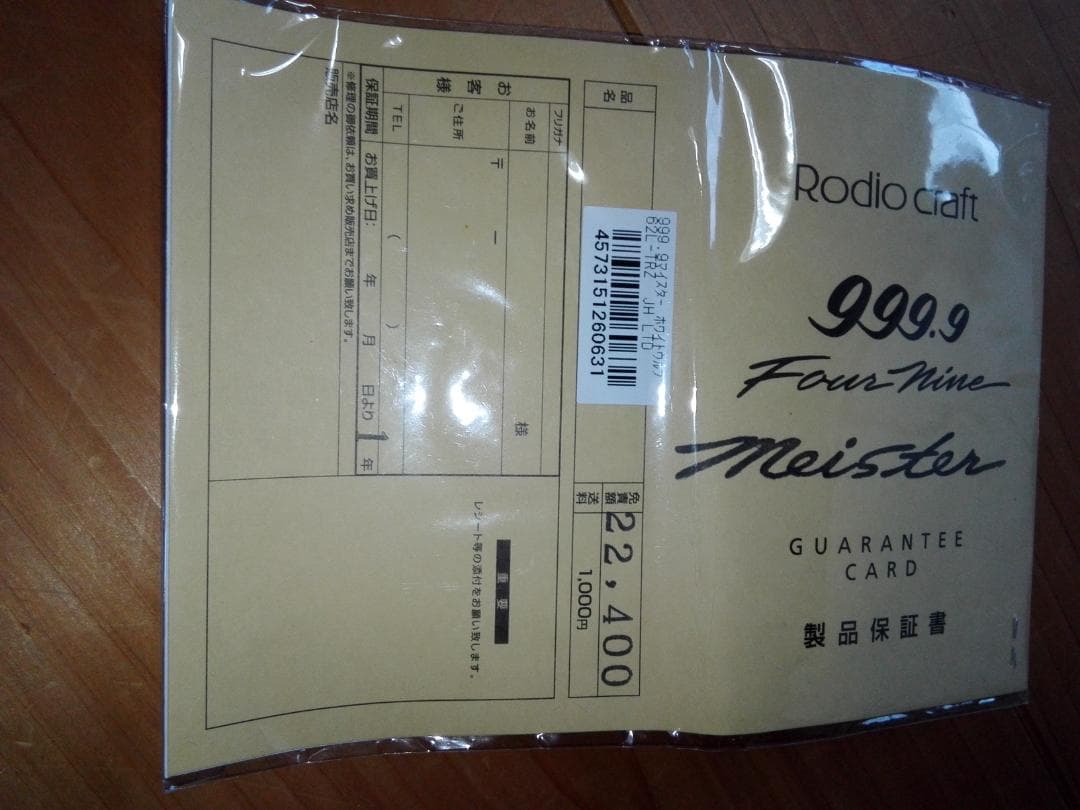 Rodio craft
999.9
Four Nine
Meister
GUARANTEE
CARD
製品保証書
品名
999.9マイスター ホワイトウルフ
62L-TRZ JH LTD
4573151260631
免責額
22,400
送料
1,000円
お客様
フリガナ
お名前
様
ご住所
〒 ー
TEL
( )
保証期間
お買上げ日: 年 月 日より1年
※修理の御依頼は、お買い求め販売店までお願い致します。
販売店名
重要
レシート等の添付をお願い致します。